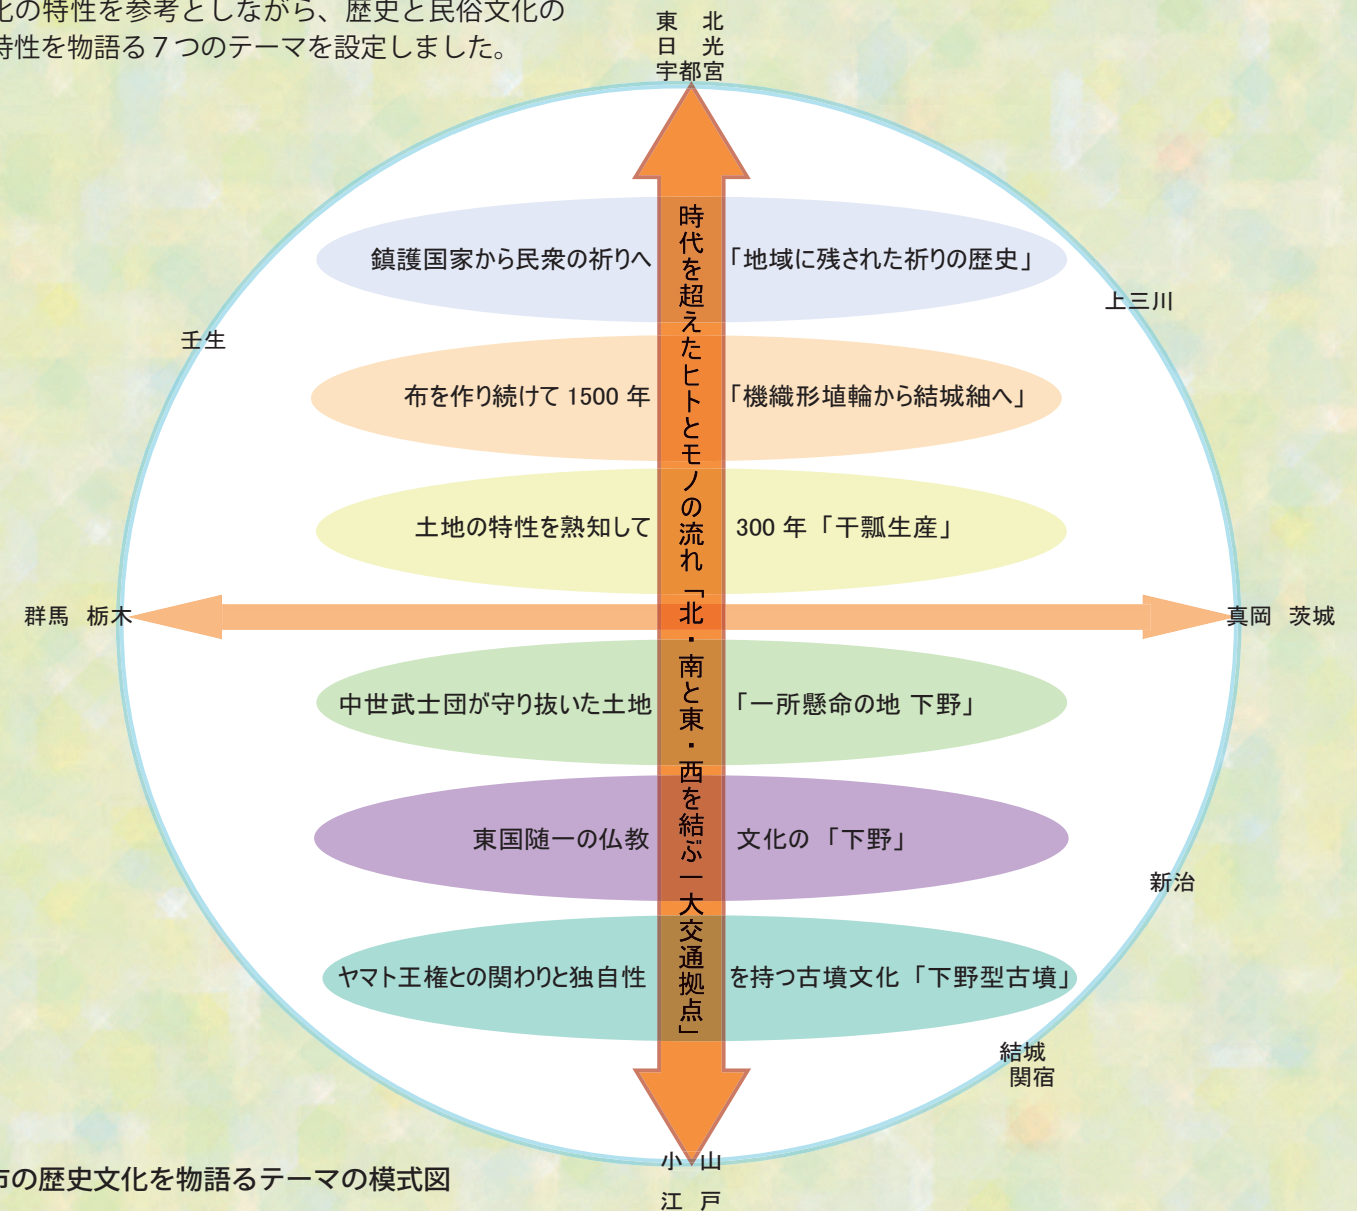 化の特性を参考としながら、歴史と民俗文化の
特性を物語る７つのテーマを設定しました。
東北
日光
宇都宮
時代を超えたヒトとモノの流れ「北・南と東・西を結ぶ一大交通拠点」
鎮護国家から民衆の祈りへ 「地域に残された祈りの歴史」
上三川
壬生
布を作り続けて 1500 年 「機織形埴輪から結城紬へ」
土地の特性を熟知して 300 年「干瓢生産」
群馬 栃木
真岡 茨城
中世武士団が守り抜いた土地 「一所懸命の地 下野」
東国随一の仏教 文化の「下野」
新治
ヤマト王権との関わりと独自性 を持つ古墳文化「下野型古墳」
結城
関宿
小山
江戸
市の歴史文化を物語るテーマの模式図